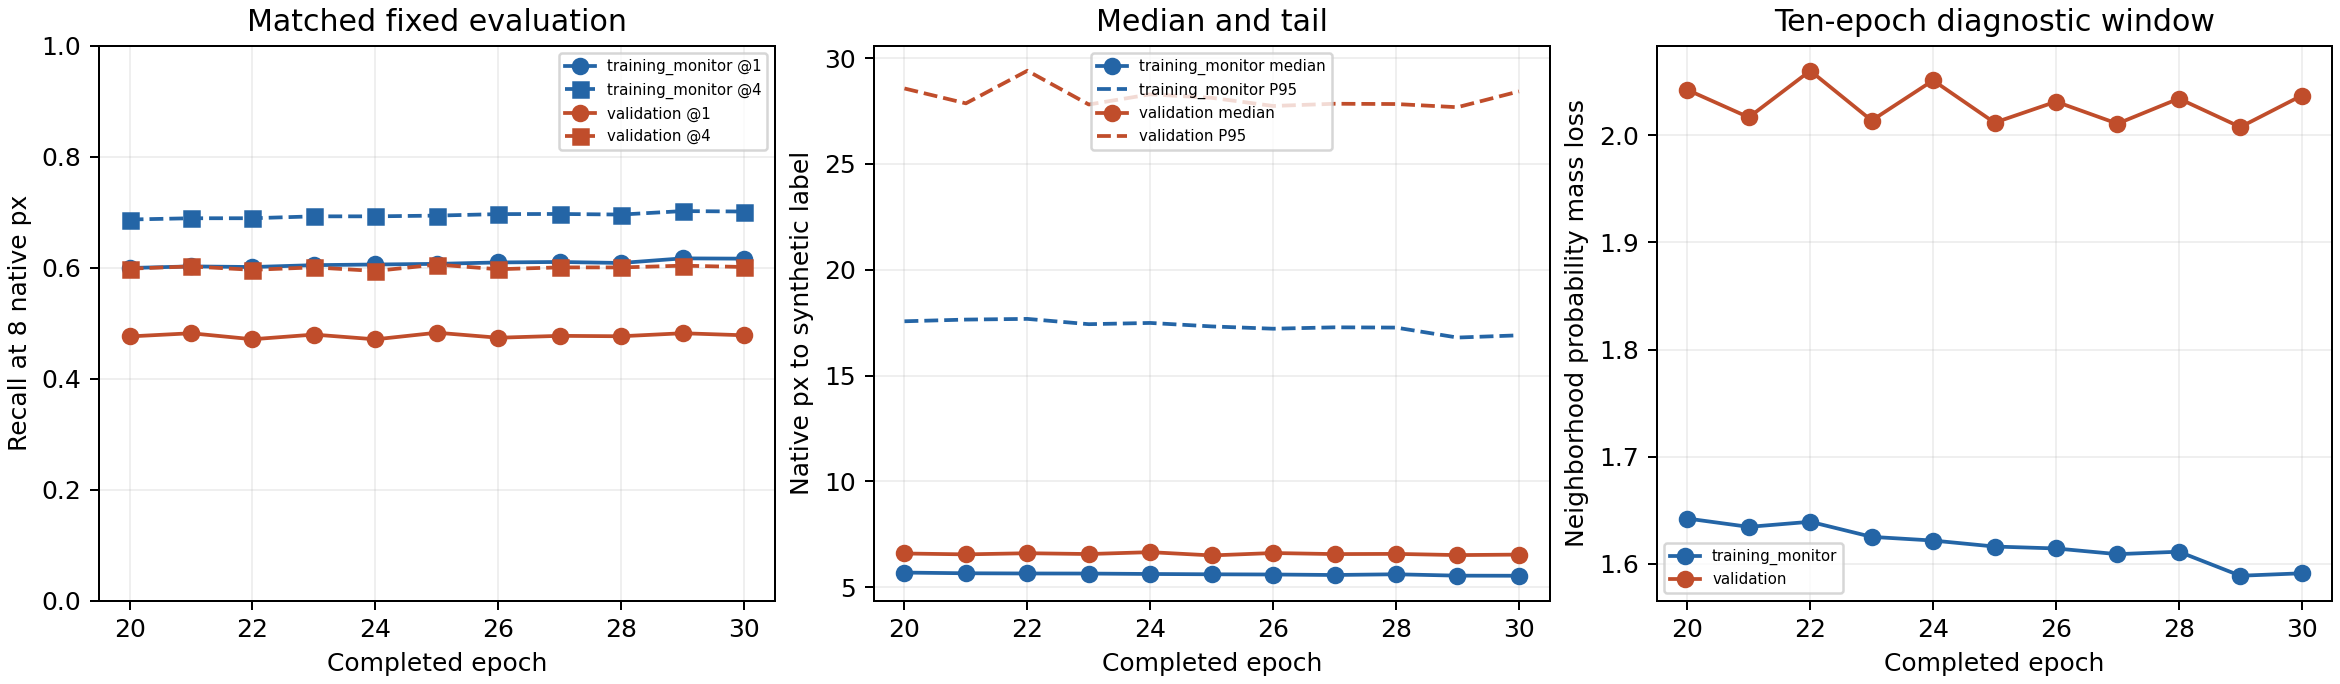 Matched fixed evaluation
Recall at 8 native px
1.0
0.8
0.6
0.4
0.2
0.0
training_monitor @1
training_monitor @4
validation @1
validation @4
20 22 24 26 28 30
Completed epoch
Median and tail
Native px to synthetic label
30
25
20
15
10
5
training_monitor median
training_monitor P95
validation median
validation P95
20 22 24 26 28 30
Completed epoch
Ten-epoch diagnostic window
Neighborhood probability mass loss
2.0
1.9
1.8
1.7
1.6
training_monitor
validation
20 22 24 26 28 30
Completed epoch